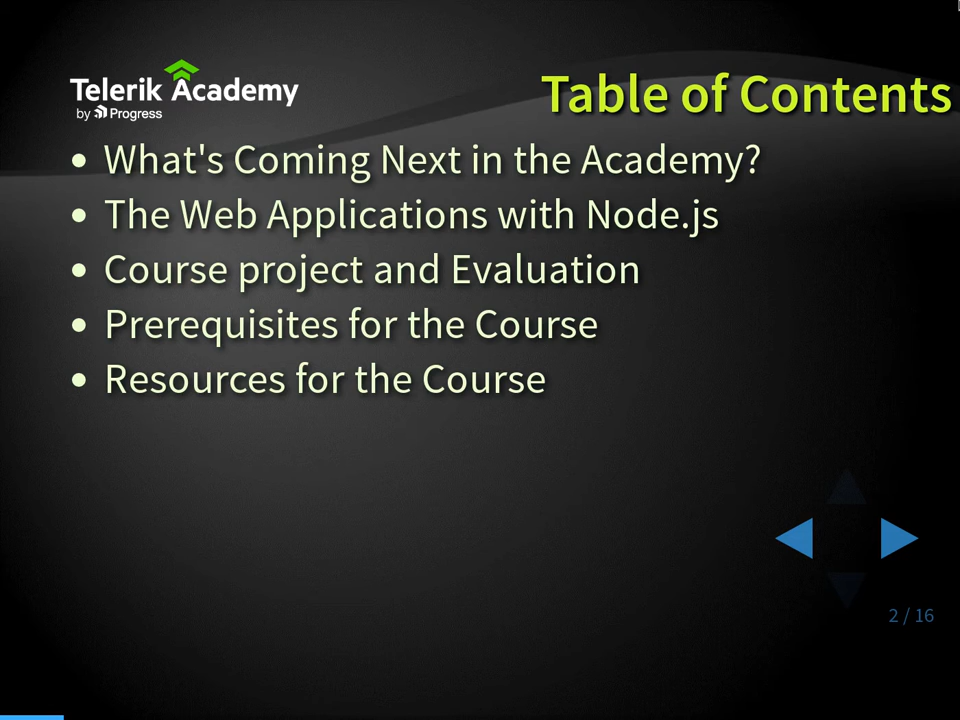 Telerik Academy
by Progress
Table of Contents
What's Coming Next in the Academy?
The Web Applications with Node.js
Course project and Evaluation
Prerequisites for the Course
Resources for the Course
2 / 16